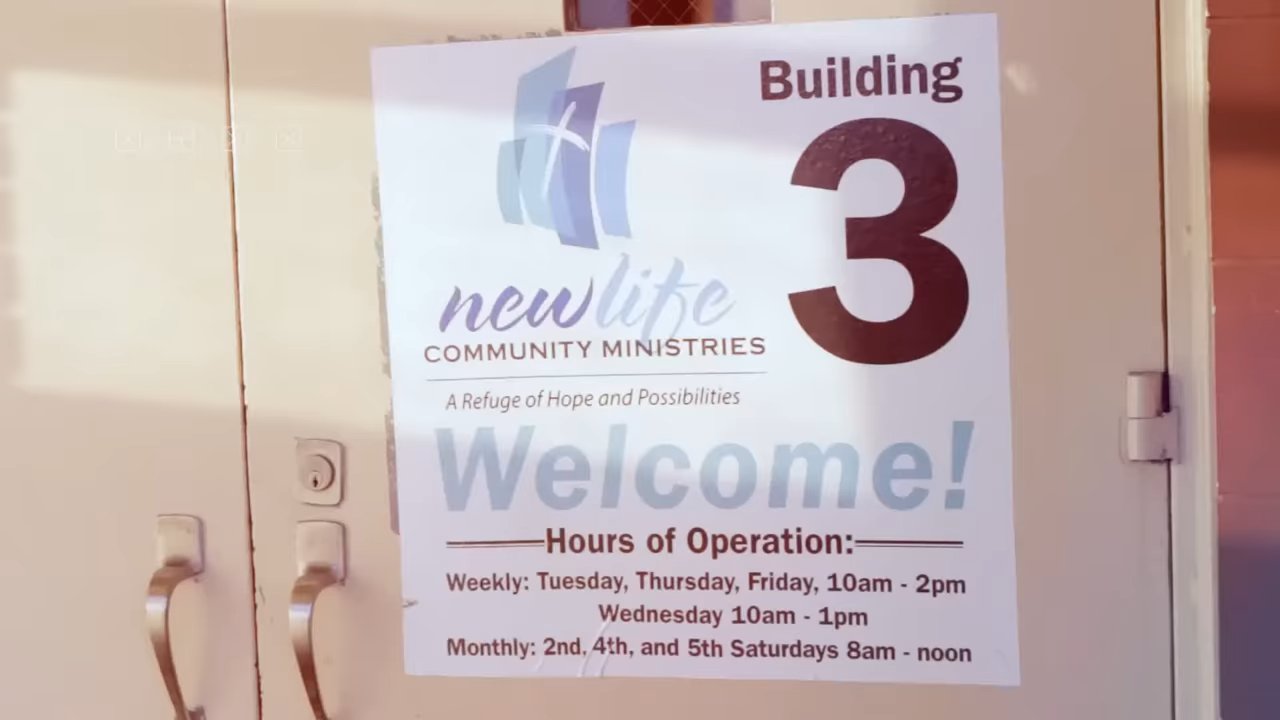 Building
3
newlife
COMMUNITY MINISTRIES
A Refuge of Hope and Possibilities
Welcome!
Hours of Operation:
Weekly: Tuesday, Thursday, Friday, 10am - 2pm
Wednesday 10am - 1pm
Monthly: 2nd, 4th, and 5th Saturdays 8am - noon